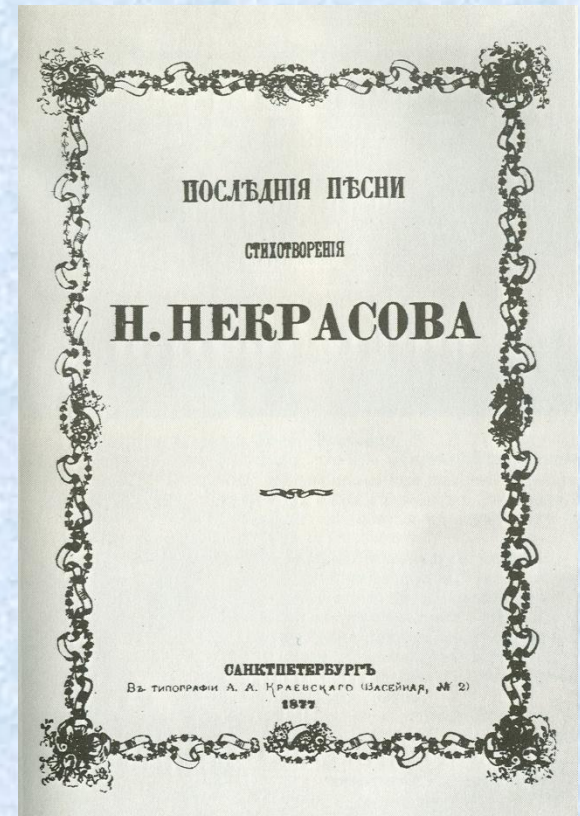 ПОСЛѢДНІЯ ПѢСНИ
СТИХОТВОРЕНІЯ
Н. НЕКРАСОВА
САНКТПЕТЕРБУРГЪ
Въ типографіи А. А. Краевскаго (Басейная, № 2)
1877